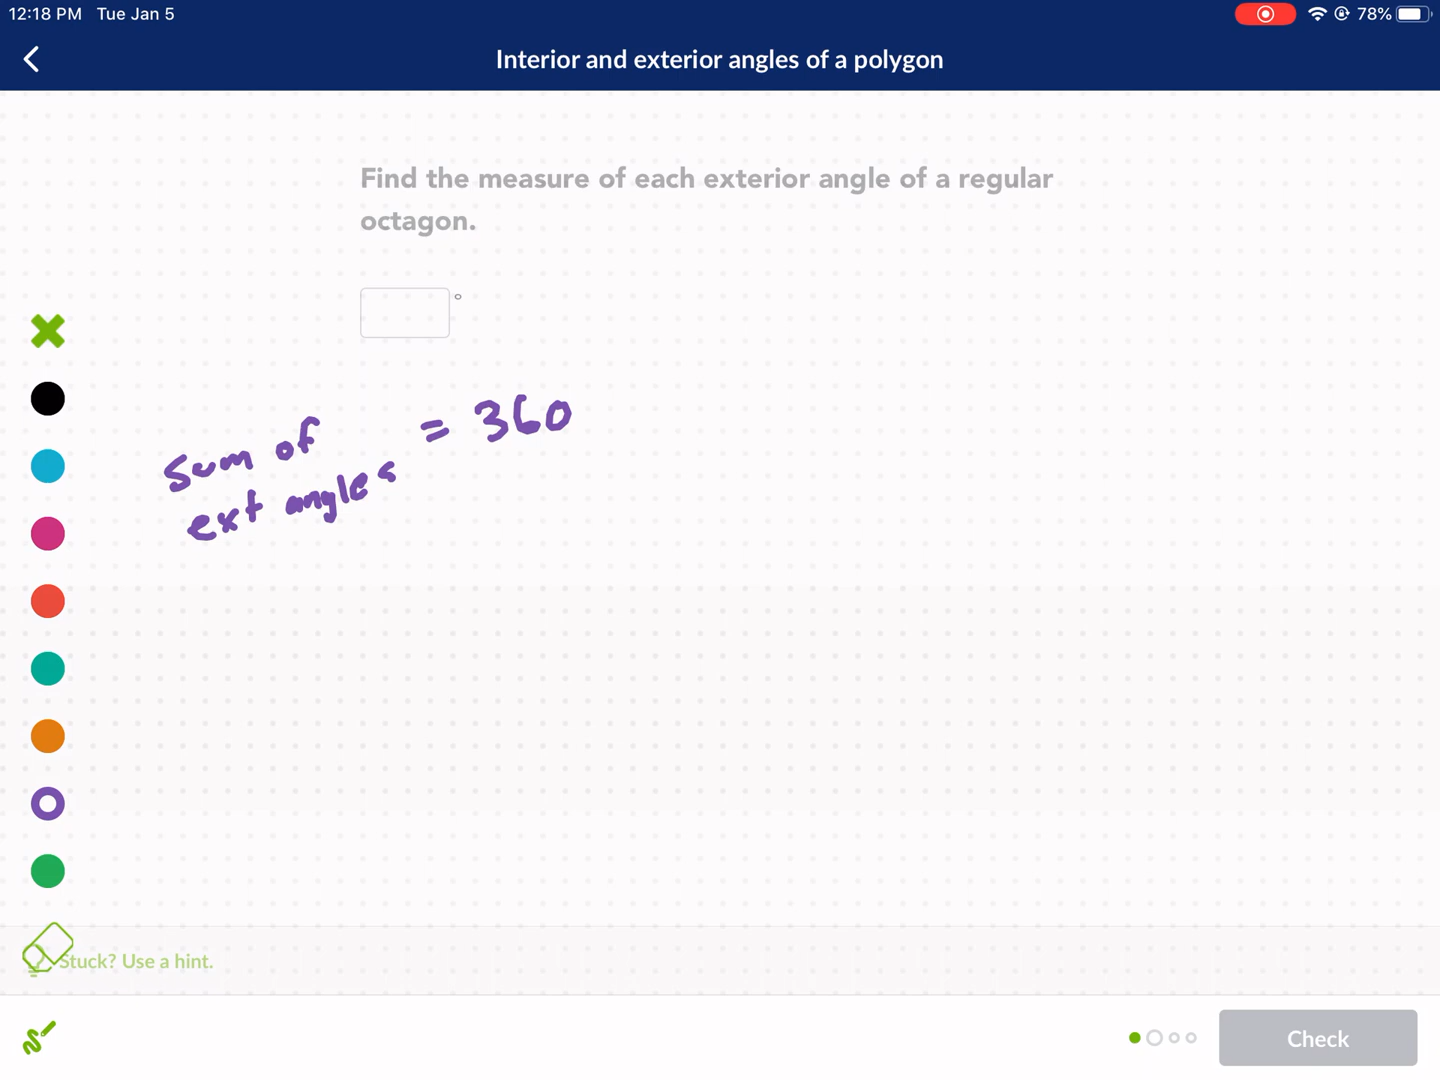 12:18 PM Tue Jan 5
78%
Interior and exterior angles of a polygon
Find the measure of each exterior angle of a regular
octagon.
°
Sum of = 360
ext angles
Stuck? Use a hint.
Check